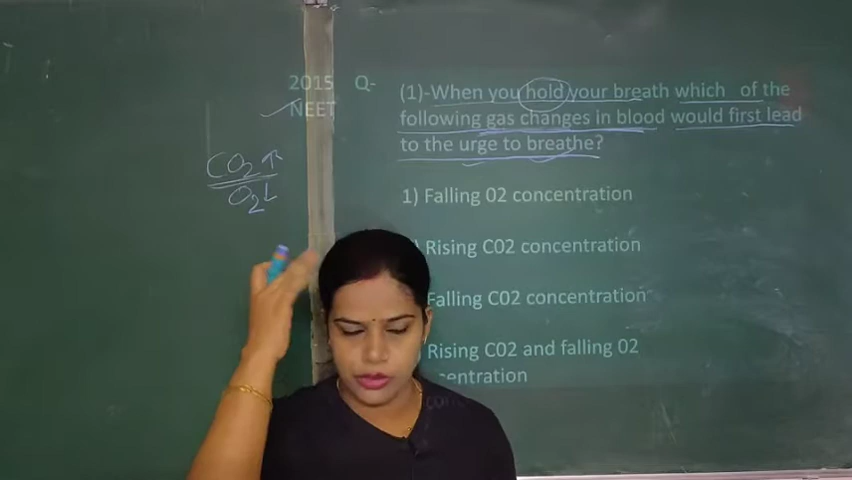 2015 Q-
NEET
(1)-When you hold your breath which of the
following gas changes in blood would first lead
to the urge to breathe?
CO2 ↑
O2 ↓
1) Falling 02 concentration
) Rising C02 concentration
Falling C02 concentration
) Rising C02 and falling 02
centration